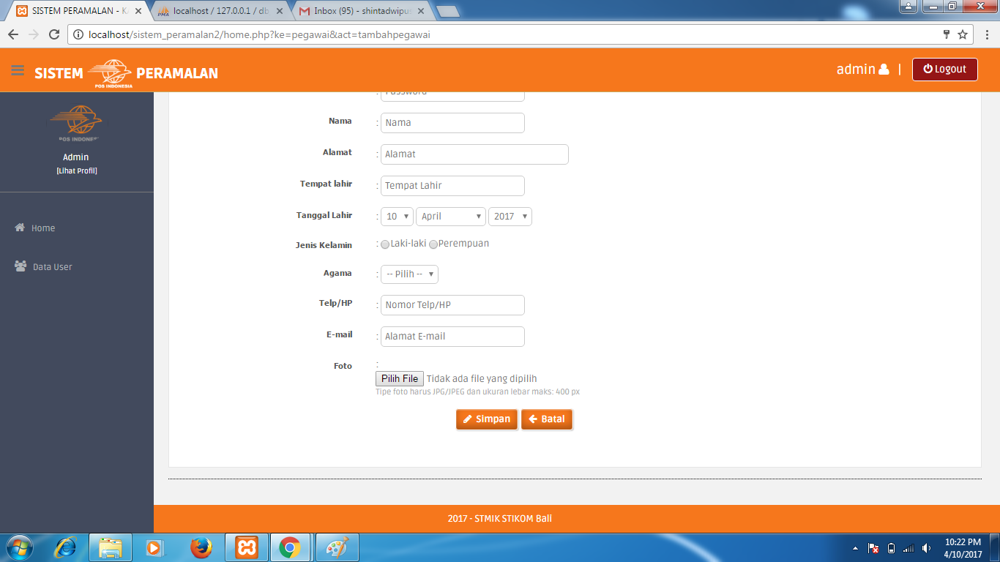 SISTEM PERAMALAN - K
localhost / 127.0.0.1 / db
Inbox (95) - shintadwipu
localhost/sistem_peramalan2/home.php?ke=pegawai&act=tambahpegawai
SISTEM POS INDONESIA PERAMALAN
admin | Logout
POS INDONES
Admin
[Lihat Profil]
Home
Data User
: Password
Nama : Nama
Alamat : Alamat
Tempat lahir : Tempat Lahir
Tanggal Lahir : 10 April 2017
Jenis Kelamin : Laki-laki Perempuan
Agama : -- Pilih --
Telp/HP : Nomor Telp/HP
E-mail : Alamat E-mail
Foto :
Pilih File Tidak ada file yang dipilih
Tipe foto harus JPG/JPEG dan ukuran lebar maks: 400 px
Simpan Batal
2017 - STMIK STIKOM Bali
10:22 PM
4/10/2017